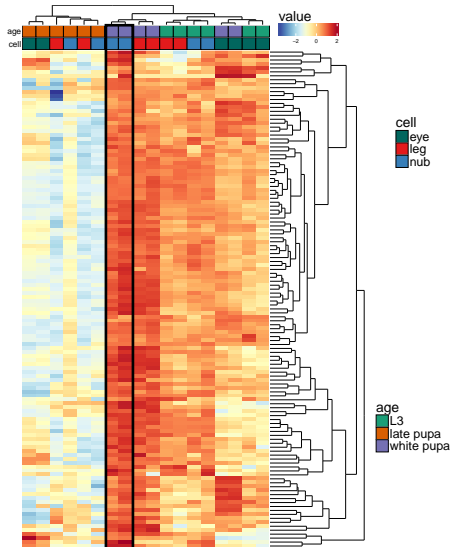 value
-2 0 2
age
cell
cell
eye
leg
nub
age
L3
late pupa
white pupa